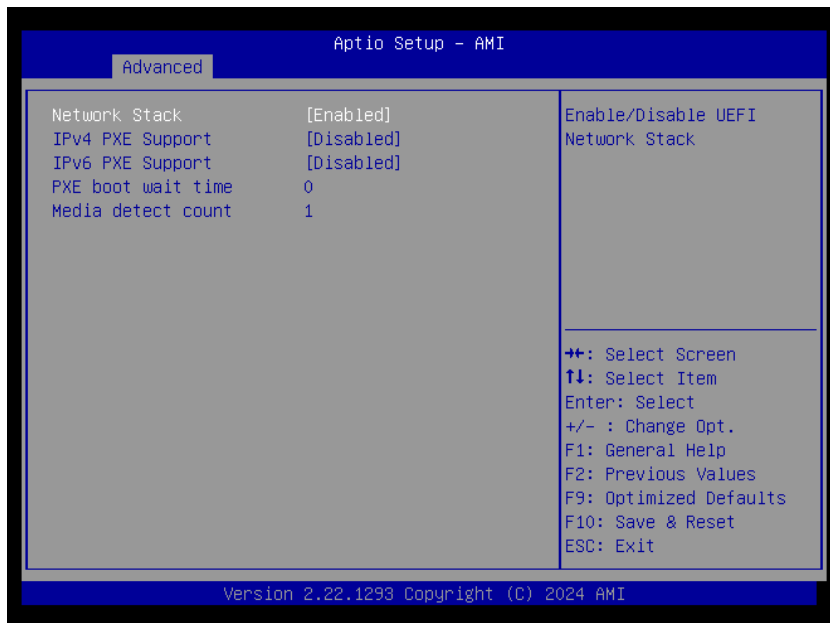 Aptio Setup – AMI
Advanced
Network Stack [Enabled]
IPv4 PXE Support [Disabled]
IPv6 PXE Support [Disabled]
PXE boot wait time 0
Media detect count 1
Enable/Disable UEFI
Network Stack
→←: Select Screen
↑↓: Select Item
Enter: Select
+/- : Change Opt.
F1: General Help
F2: Previous Values
F9: Optimized Defaults
F10: Save & Reset
ESC: Exit
Version 2.22.1293 Copyright (C) 2024 AMI